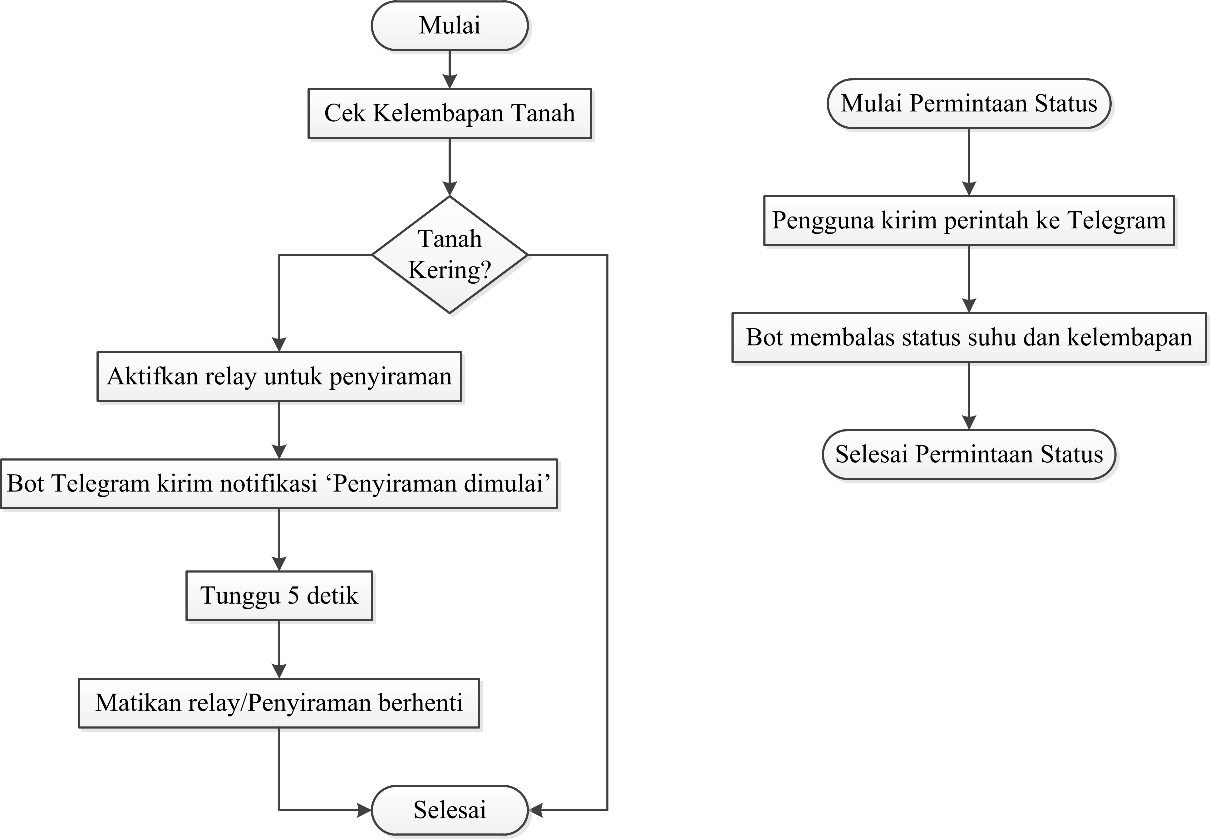 Mulai
Cek Kelembapan Tanah
Tanah
Kering?
Aktifkan relay untuk penyiraman
Bot Telegram kirim notifikasi ‘Penyiraman dimulai’
Tunggu 5 detik
Matikan relay/Penyiraman berhenti
Selesai
Mulai Permintaan Status
Pengguna kirim perintah ke Telegram
Bot membalas status suhu dan kelembapan
Selesai Permintaan Status